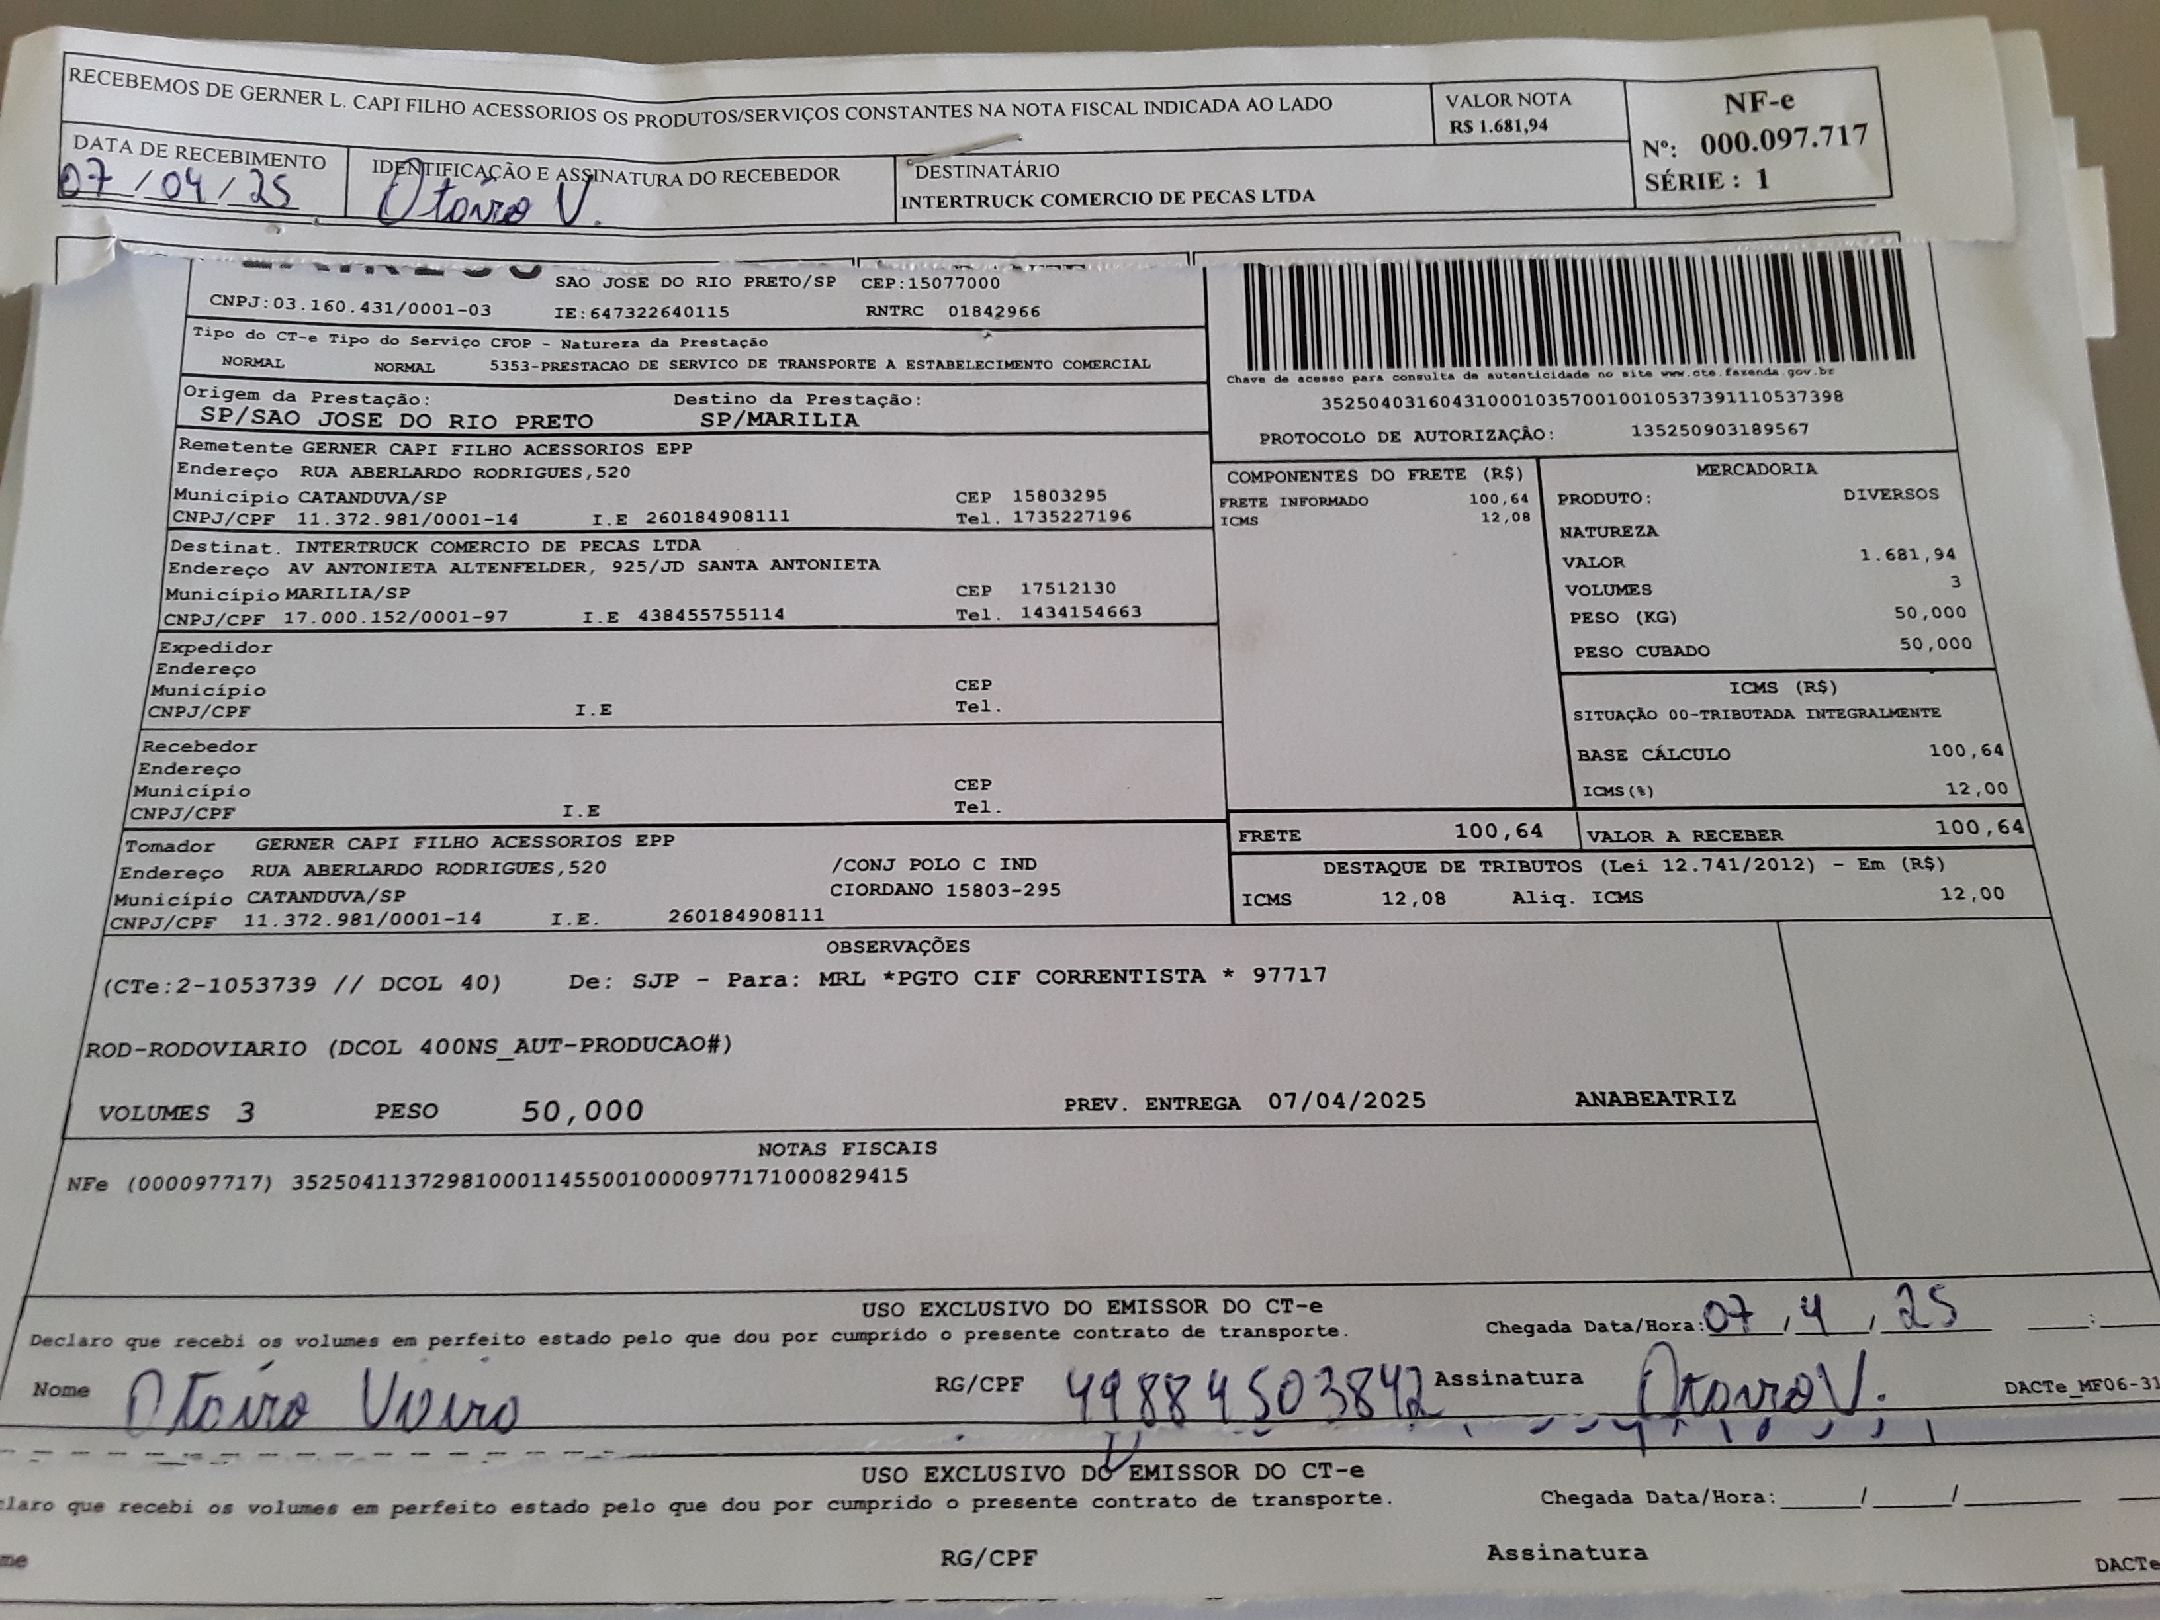 RECEBEMOS DE GERNER L. CAPI FILHO ACESSORIOS OS PRODUTOS/SERVIÇOS CONSTANTES NA NOTA FISCAL INDICADA AO LADO
VALOR NOTA
R$ 1.681,94
NF-e
Nº: 000.097.717
SÉRIE : 1
DATA DE RECEBIMENTO
07/04/25
IDENTIFICAÇÃO E ASSINATURA DO RECEBEDOR
Otaviro V.
DESTINATÁRIO
INTERTRUCK COMERCIO DE PECAS LTDA
SAO JOSE DO RIO PRETO/SP CEP:15077000
CNPJ:03.160.431/0001-03 IE:647322640115 RNTRC 01842966
Tipo do CT-e Tipo do Serviço CFOP - Natureza da Prestação
NORMAL NORMAL 5353-PRESTACAO DE SERVICO DE TRANSPORTE A ESTABELECIMENTO COMERCIAL
Origem da Prestação: Destino da Prestação:
SP/SAO JOSE DO RIO PRETO SP/MARILIA
Chave de acesso para consulta de autenticidade no site www.cte.fazenda.gov.br
35250403160431000103570010010537391110537398
PROTOCOLO DE AUTORIZAÇÃO: 135250903189567
Remetente GERNER CAPI FILHO ACESSORIOS EPP
Endereço RUA ABERLARDO RODRIGUES,520
Município CATANDUVA/SP CEP 15803295
CNPJ/CPF 11.372.981/0001-14 I.E 260184908111 Tel. 1735227196
Destinat. INTERTRUCK COMERCIO DE PECAS LTDA
Endereço AV ANTONIETA ALTENFELDER, 925/JD SANTA ANTONIETA
Município MARILIA/SP CEP 17512130
CNPJ/CPF 17.000.152/0001-97 I.E 438455755114 Tel. 1434154663
Expedidor
Endereço
Município CEP
CNPJ/CPF I.E Tel.
Recebedor
Endereço
Município CEP
CNPJ/CPF I.E Tel.
Tomador GERNER CAPI FILHO ACESSORIOS EPP
Endereço RUA ABERLARDO RODRIGUES,520 /CONJ POLO C IND
Município CATANDUVA/SP CIORDANO 15803-295
CNPJ/CPF 11.372.981/0001-14 I.E. 260184908111
COMPONENTES DO FRETE (R$)
FRETE INFORMADO 100,64
ICMS 12,08
MERCADORIA
PRODUTO: DIVERSOS
NATUREZA
VALOR 1.681,94
VOLUMES 3
PESO (KG) 50,000
PESO CUBADO 50,000
ICMS (R$)
SITUAÇÃO 00-TRIBUTADA INTEGRALMENTE
BASE CÁLCULO 100,64
ICMS(%) 12,00
FRETE 100,64 VALOR A RECEBER 100,64
DESTAQUE DE TRIBUTOS (Lei 12.741/2012) - Em (R$)
ICMS 12,08 Aliq. ICMS 12,00
OBSERVAÇÕES
(CTe:2-1053739 // DCOL 40) De: SJP - Para: MRL *PGTO CIF CORRENTISTA * 97717
ROD-RODOVIARIO (DCOL 400NS_AUT-PRODUCAO#)
VOLUMES 3 PESO 50,000 PREV. ENTREGA 07/04/2025 ANABEATRIZ
NOTAS FISCAIS
NFe (000097717) 35250411372981000114550010000977171000829415
USO EXCLUSIVO DO EMISSOR DO CT-e
Declaro que recebi os volumes em perfeito estado pelo que dou por cumprido o presente contrato de transporte. Chegada Data/Hora: 07/4/25 :
Nome RG/CPF 49884503842 Assinatura DACTe_MF06-31
USO EXCLUSIVO DO EMISSOR DO CT-e
claro que recebi os volumes em perfeito estado pelo que dou por cumprido o presente contrato de transporte. Chegada Data/Hora: / /
me RG/CPF Assinatura DACTe